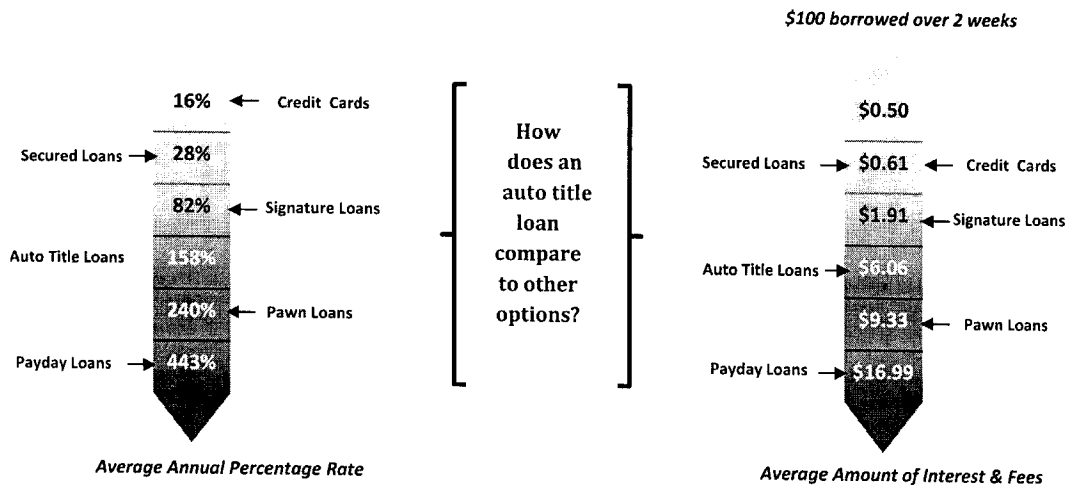 $100 borrowed over 2 weeks
16% Credit Cards
Secured Loans 28%
82% Signature Loans
Auto Title Loans 158%
240% Pawn Loans
Payday Loans 443%
Average Annual Percentage Rate
How
does an
auto title
loan
compare
to other
options?
$0.50
Secured Loans $0.61 Credit Cards
$1.91 Signature Loans
Auto Title Loans $6.06
$9.33 Pawn Loans
Payday Loans $16.99
Average Amount of Interest & Fees